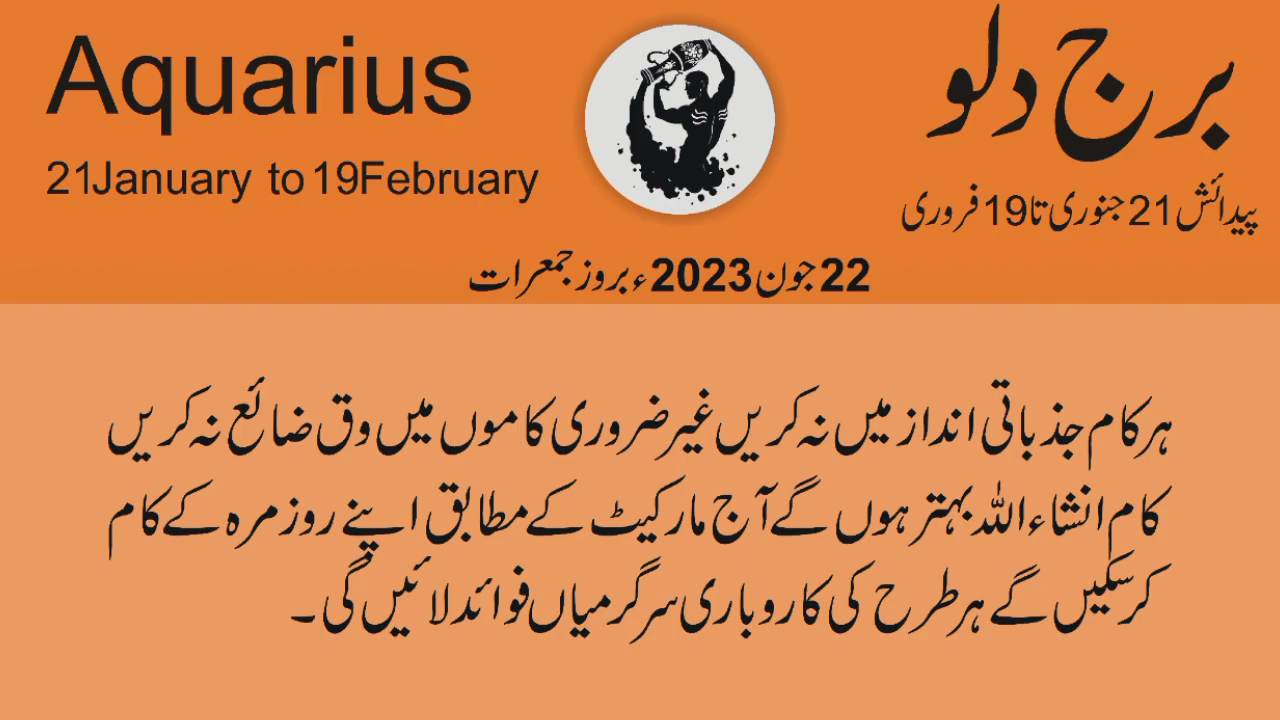 Aquarius
برج دلو
21January to 19February
پیدائش 21 جنوری تا 19 فروری
22 جون 2023ء بروز جمعرات
ہر کام جذباتی انداز میں نہ کریں غیر ضروری کاموں میں وق ضائع نہ کریں
کام انشاء اللہ بہتر ہوں گے آج مارکیٹ کے مطابق اپنے روزمرہ کے کام
کر سکیں گے ہر طرح کی کاروباری سرگرمیاں فوائد لائیں گی۔